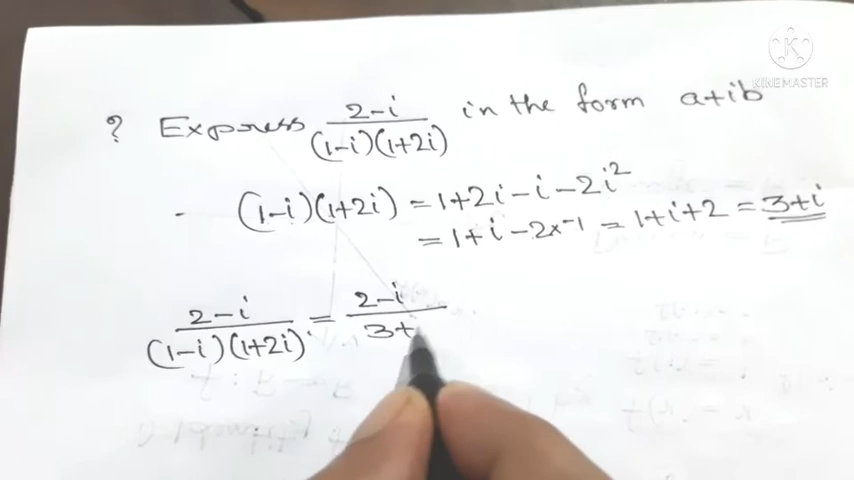 KINEMASTER
? Express (2-i)/((1-i)(1+2i)) in the form a+ib
- (1-i)(1+2i) = 1+2i-i-2i²
= 1+i-2×-1 = 1+i+2 = 3+i
(2-i)/((1-i)(1+2i)) = (2-i)/(3+